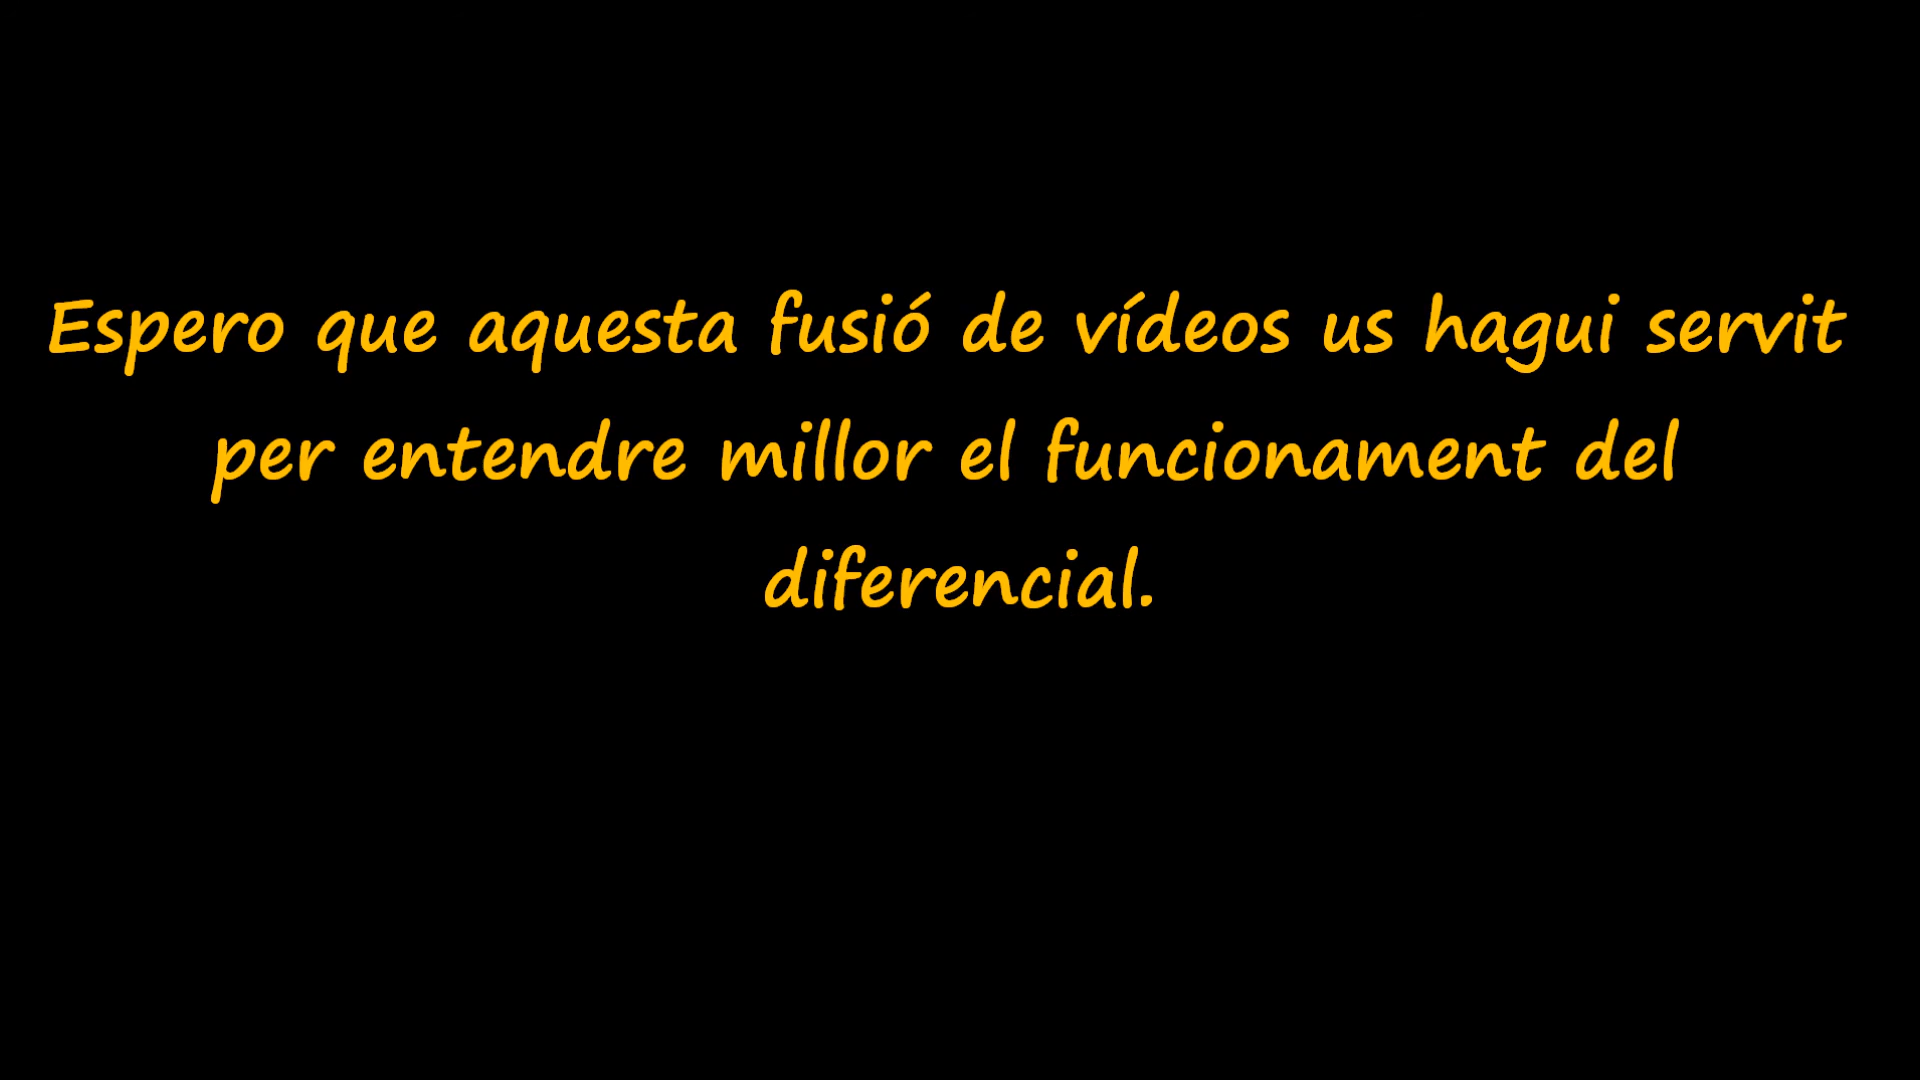 Espero que aquesta fusió de vídeos us hagui servit
per entendre millor el funcionament del
diferencial.